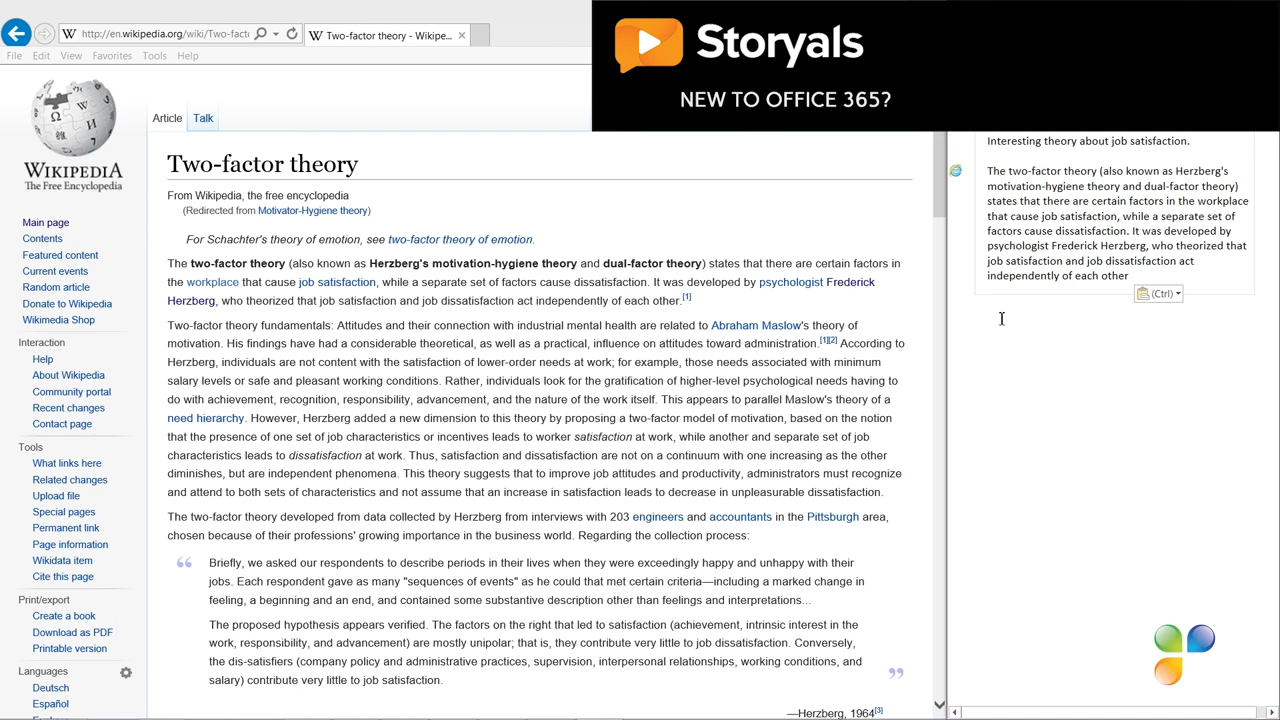 http://en.wikipedia.org/wiki/Two-factc
Two-factor theory - Wikipe...
File Edit View Favorites Tools Help
Storyals
NEW TO OFFICE 365?
WIKIPEDIA
The Free Encyclopedia
Main page
Contents
Featured content
Current events
Random article
Donate to Wikipedia
Wikimedia Shop
Interaction
Help
About Wikipedia
Community portal
Recent changes
Contact page
Tools
What links here
Related changes
Upload file
Special pages
Permanent link
Page information
Wikidata item
Cite this page
Print/export
Create a book
Download as PDF
Printable version
Languages
Deutsch
Español
Article Talk
Two-factor theory
From Wikipedia, the free encyclopedia
(Redirected from Motivator-Hygiene theory)
For Schachter's theory of emotion, see two-factor theory of emotion.
The two-factor theory (also known as Herzberg's motivation-hygiene theory and dual-factor theory) states that there are certain factors in
the workplace that cause job satisfaction, while a separate set of factors cause dissatisfaction. It was developed by psychologist Frederick
Herzberg, who theorized that job satisfaction and job dissatisfaction act independently of each other.[1]
Two-factor theory fundamentals: Attitudes and their connection with industrial mental health are related to Abraham Maslow's theory of
motivation. His findings have had a considerable theoretical, as well as a practical, influence on attitudes toward administration.[1][2] According to
Herzberg, individuals are not content with the satisfaction of lower-order needs at work; for example, those needs associated with minimum
salary levels or safe and pleasant working conditions. Rather, individuals look for the gratification of higher-level psychological needs having to
do with achievement, recognition, responsibility, advancement, and the nature of the work itself. This appears to parallel Maslow's theory of a
need hierarchy. However, Herzberg added a new dimension to this theory by proposing a two-factor model of motivation, based on the notion
that the presence of one set of job characteristics or incentives leads to worker satisfaction at work, while another and separate set of job
characteristics leads to dissatisfaction at work. Thus, satisfaction and dissatisfaction are not on a continuum with one increasing as the other
diminishes, but are independent phenomena. This theory suggests that to improve job attitudes and productivity, administrators must recognize
and attend to both sets of characteristics and not assume that an increase in satisfaction leads to decrease in unpleasurable dissatisfaction.
The two-factor theory developed from data collected by Herzberg from interviews with 203 engineers and accountants in the Pittsburgh area,
chosen because of their professions' growing importance in the business world. Regarding the collection process:
“ Briefly, we asked our respondents to describe periods in their lives when they were exceedingly happy and unhappy with their
jobs. Each respondent gave as many "sequences of events" as he could that met certain criteria—including a marked change in
feeling, a beginning and an end, and contained some substantive description other than feelings and interpretations...
The proposed hypothesis appears verified. The factors on the right that led to satisfaction (achievement, intrinsic interest in the
work, responsibility, and advancement) are mostly unipolar; that is, they contribute very little to job dissatisfaction. Conversely,
the dis-satisfiers (company policy and administrative practices, supervision, interpersonal relationships, working conditions, and
salary) contribute very little to job satisfaction. ”
—Herzberg, 1964[3]
Interesting theory about job satisfaction.
The two-factor theory (also known as Herzberg's
motivation-hygiene theory and dual-factor theory)
states that there are certain factors in the workplace
that cause job satisfaction, while a separate set of
factors cause dissatisfaction. It was developed by
psychologist Frederick Herzberg, who theorized that
job satisfaction and job dissatisfaction act
independently of each other
(Ctrl)